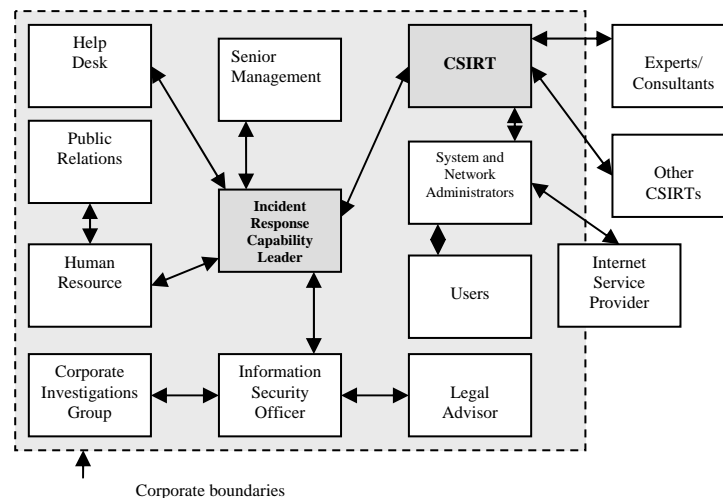 Help
Desk
Senior
Management
CSIRT
Experts/
Consultants
Public
Relations
System and
Network
Administrators
Other
CSIRTs
Incident
Response
Capability
Leader
Human
Resource
Users
Internet
Service
Provider
Corporate
Investigations
Group
Information
Security
Officer
Legal
Advisor
Corporate boundaries